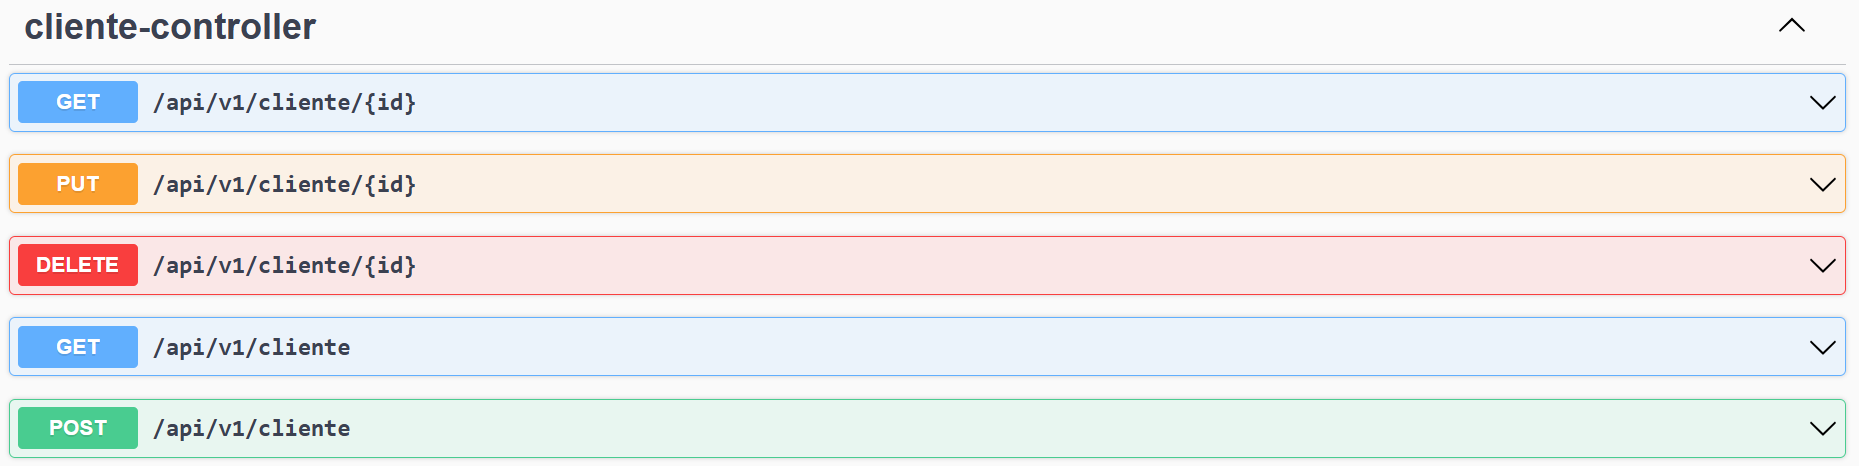 cliente-controller
GET /api/v1/cliente/{id}
PUT /api/v1/cliente/{id}
DELETE /api/v1/cliente/{id}
GET /api/v1/cliente
POST /api/v1/cliente